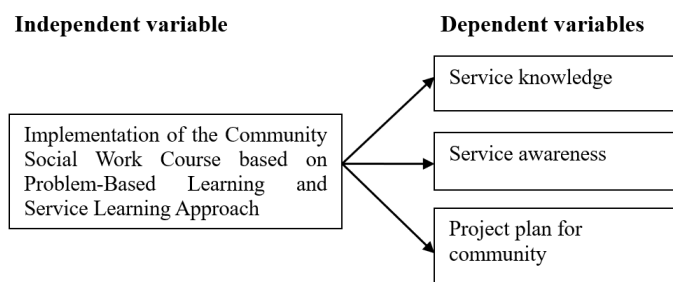 Independent variable
Dependent variables
Implementation of the Community
Social Work Course based on
Problem-Based Learning and
Service Learning Approach
Service knowledge
Service awareness
Project plan for
community